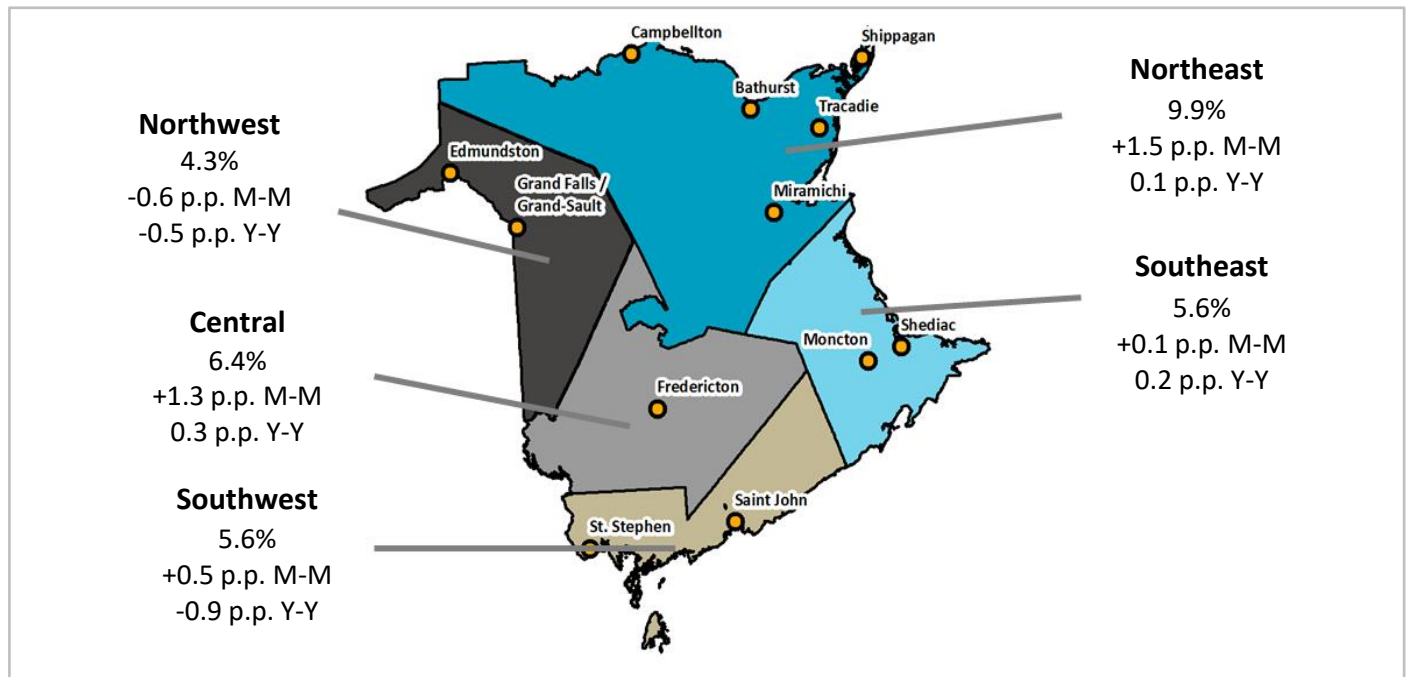 Northwest
4.3%
-0.6 p.p. M-M
-0.5 p.p. Y-Y
Central
6.4%
+1.3 p.p. M-M
0.3 p.p. Y-Y
Southwest
5.6%
+0.5 p.p. M-M
-0.9 p.p. Y-Y
Campbellton
Shippagan
Bathurst
Tracadie
Edmundston
Grand Falls /
Grand-Sault
Miramichi
Shediac
Moncton
Fredericton
Saint John
St. Stephen
Northeast
9.9%
+1.5 p.p. M-M
0.1 p.p. Y-Y
Southeast
5.6%
+0.1 p.p. M-M
0.2 p.p. Y-Y